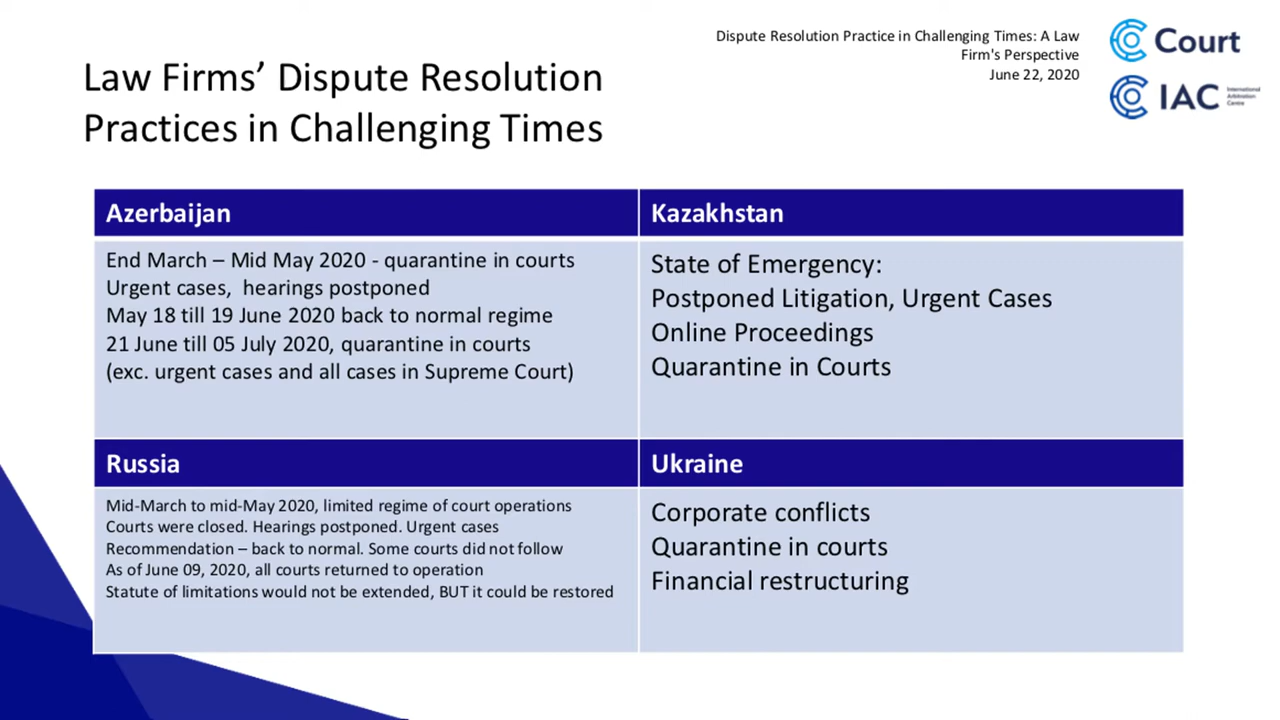 Dispute Resolution Practice in Challenging Times: A Law
Firm's Perspective
June 22, 2020
Court
IAC
International
Arbitration
Centre
Law Firms’ Dispute Resolution
Practices in Challenging Times
Azerbaijan
End March – Mid May 2020 - quarantine in courts
Urgent cases, hearings postponed
May 18 till 19 June 2020 back to normal regime
21 June till 05 July 2020, quarantine in courts
(exc. urgent cases and all cases in Supreme Court)
Kazakhstan
State of Emergency:
Postponed Litigation, Urgent Cases
Online Proceedings
Quarantine in Courts
Russia
Mid-March to mid-May 2020, limited regime of court operations
Courts were closed. Hearings postponed. Urgent cases
Recommendation – back to normal. Some courts did not follow
As of June 09, 2020, all courts returned to operation
Statute of limitations would not be extended, BUT it could be restored
Ukraine
Corporate conflicts
Quarantine in courts
Financial restructuring